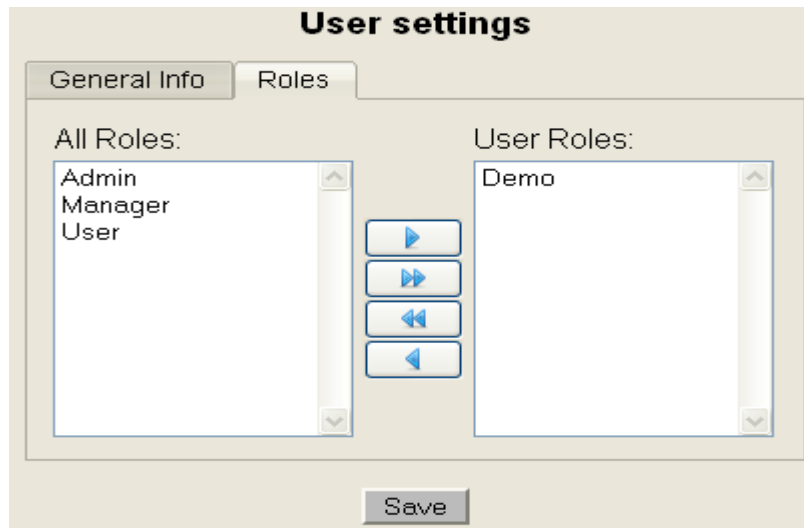 User settings
General Info
Roles
All Roles:
User Roles:
Admin
Manager
User
Demo
Save